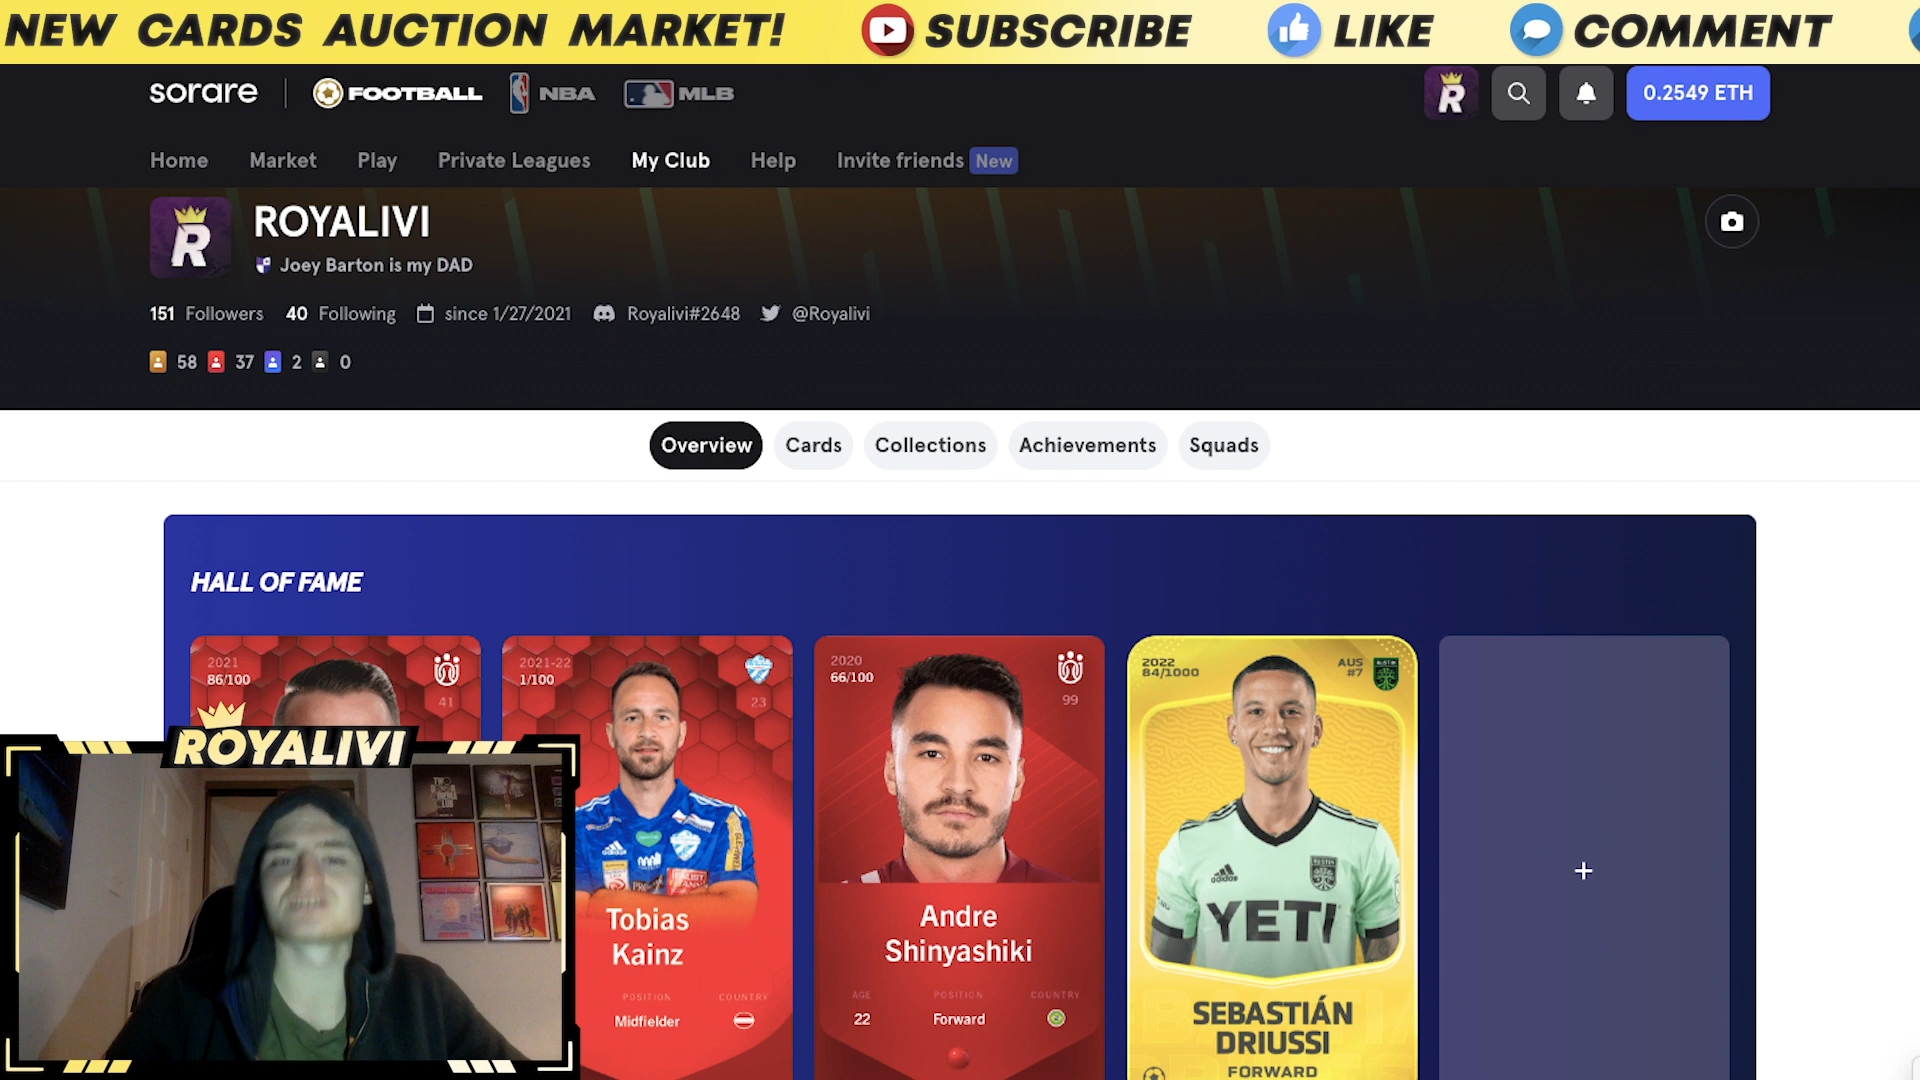 NEW CARDS AUCTION MARKET! SUBSCRIBE LIKE COMMENT
sorare FOOTBALL NBA MLB
0.2549 ETH
Home Market Play Private Leagues My Club Help Invite friends New
ROYALIVI
Joey Barton is my DAD
151 Followers 40 Following since 1/27/2021 Royalivi#2648 @Royalivi
58 37 2 0
Overview Cards Collections Achievements Squads
HALL OF FAME
2021
86/100
41
2021-22
1/100
23
Tobias
Kainz
POSITION COUNTRY
Midfielder
2020
66/100
99
Andre
Shinyashiki
AGE POSITION COUNTRY
22 Forward
2022
84/1000
AUS
#7
YETI
SEBASTIÁN
DRIUSSI
FORWARD
ROYALIVI